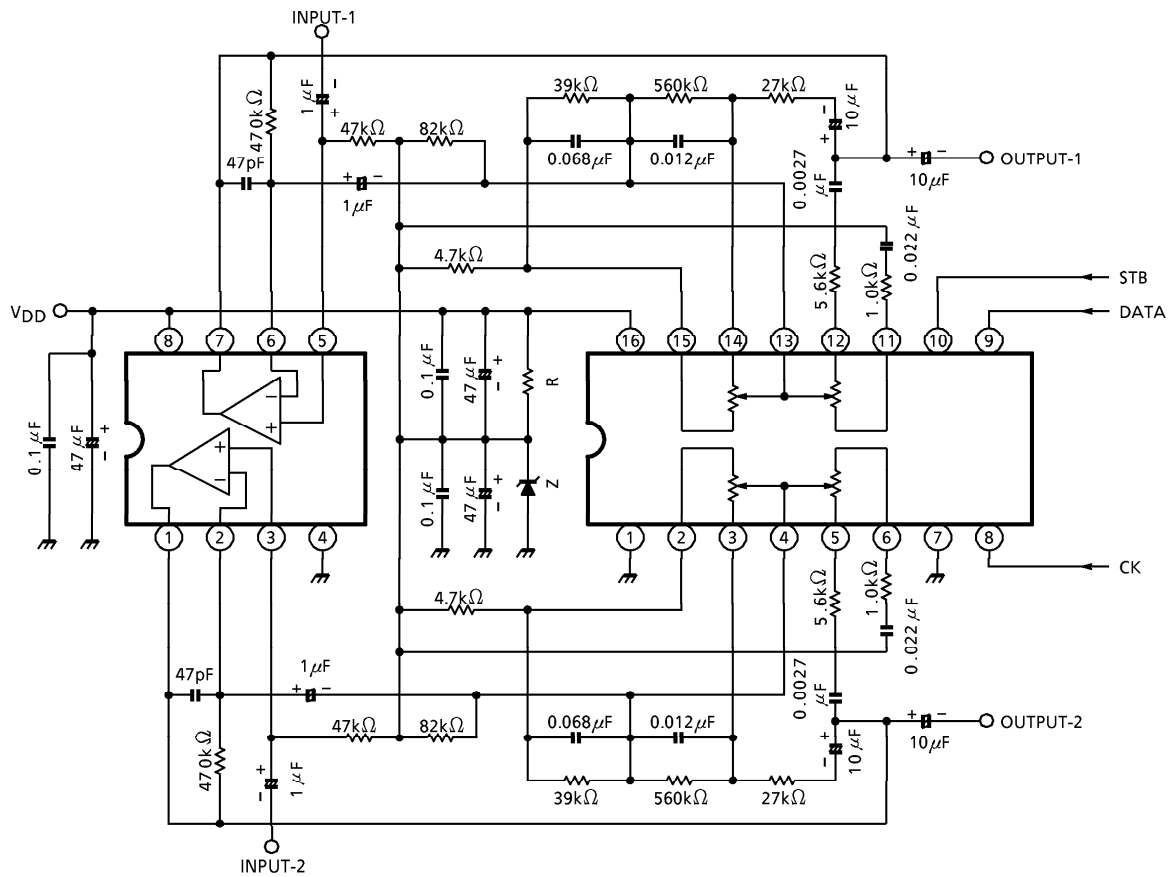 INPUT-1
470kΩ
1μF
-
+
47kΩ
82kΩ
39kΩ
560kΩ
27kΩ
-
+
10μF
0.068μF
0.012μF
47pF
+
-
1μF
0.0027
μF
+
-
10μF
OUTPUT-1
0.022μF
4.7kΩ
5.6kΩ
1.0kΩ
STB
VDD
DATA
8
7
6
5
16
15
14
13
12
11
10
9
0.1μF
47μF
+
-
-
+
+
-
0.1μF
47μF
+
-
R
0.1μF
47μF
+
-
Z
1
2
3
4
1
2
3
4
5
6
7
8
CK
4.7kΩ
5.6kΩ
1.0kΩ
0.022μF
47pF
1μF
+
-
0.0027
μF
470kΩ
47kΩ
82kΩ
0.068μF
0.012μF
+
-
10μF
+
-
10μF
OUTPUT-2
+
-
1μF
39kΩ
560kΩ
27kΩ
INPUT-2